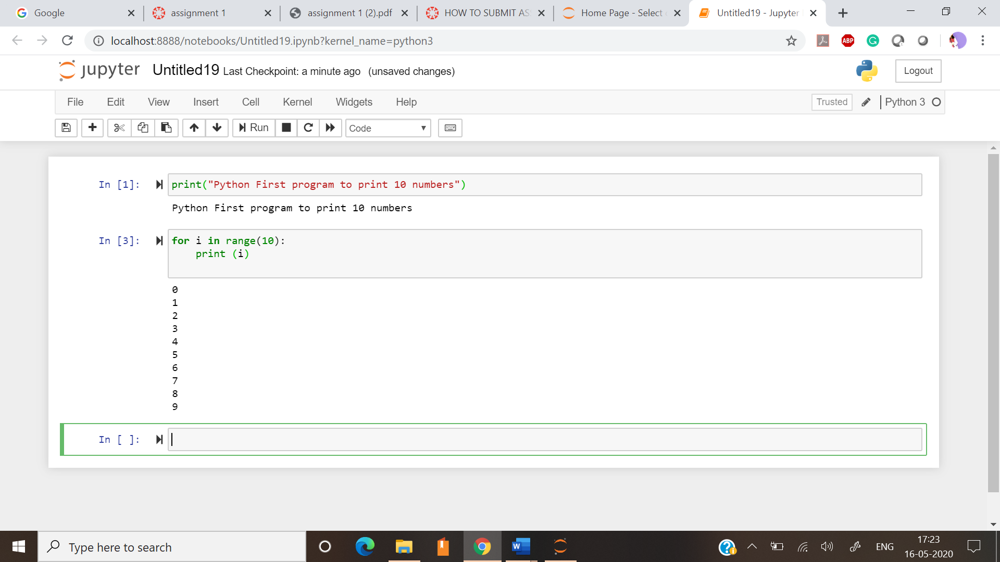 Google
assignment 1
assignment 1 (2).pdf
HOW TO SUBMIT AS
Home Page - Select
Untitled19 - Jupyter
localhost:8888/notebooks/Untitled19.ipynb?kernel_name=python3
ABP
jupyter Untitled19 Last Checkpoint: a minute ago (unsaved changes)
Logout
File Edit View Insert Cell Kernel Widgets Help
Trusted Python 3
Run Code
In [1]: print("Python First program to print 10 numbers")
Python First program to print 10 numbers
In [3]: for i in range(10):
print (i)
0
1
2
3
4
5
6
7
8
9
In [ ]:
Type here to search
W
ENG
17:23
16-05-2020